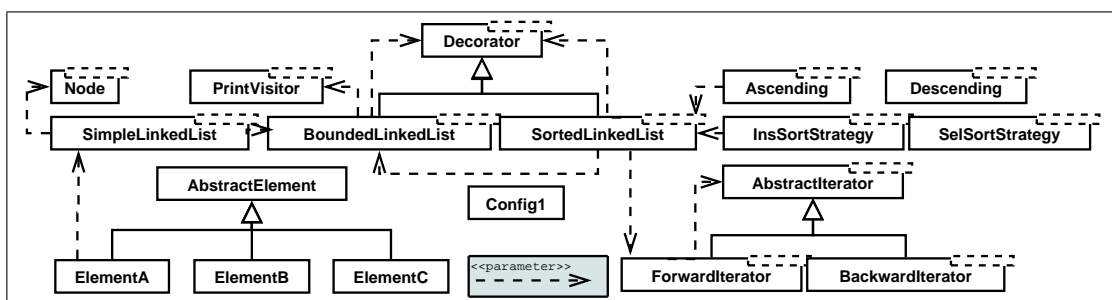 Decorator
Node
PrintVisitor
Ascending
Descending
SimpleLinkedList
BoundedLinkedList
SortedLinkedList
InsSortStrategy
SelSortStrategy
AbstractElement
Config1
AbstractIterator
ElementA
ElementB
ElementC
<<parameter>>
ForwardIterator
BackwardIterator